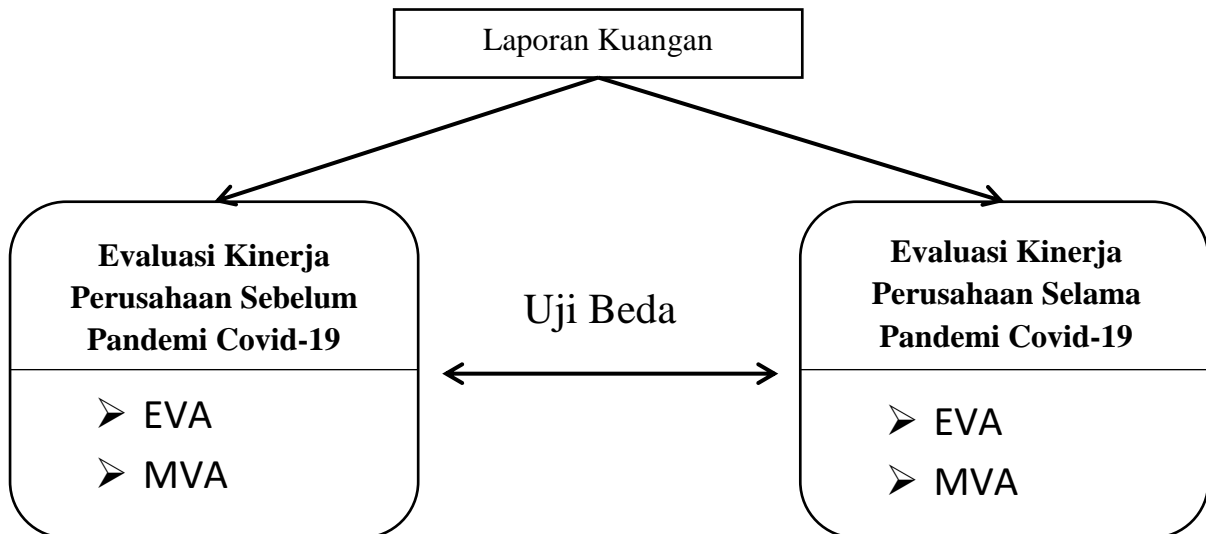 Laporan Kuangan
Evaluasi Kinerja
Perusahaan Sebelum
Pandemi Covid-19
➢ EVA
➢ MVA
Uji Beda
Evaluasi Kinerja
Perusahaan Selama
Pandemi Covid-19
➢ EVA
➢ MVA